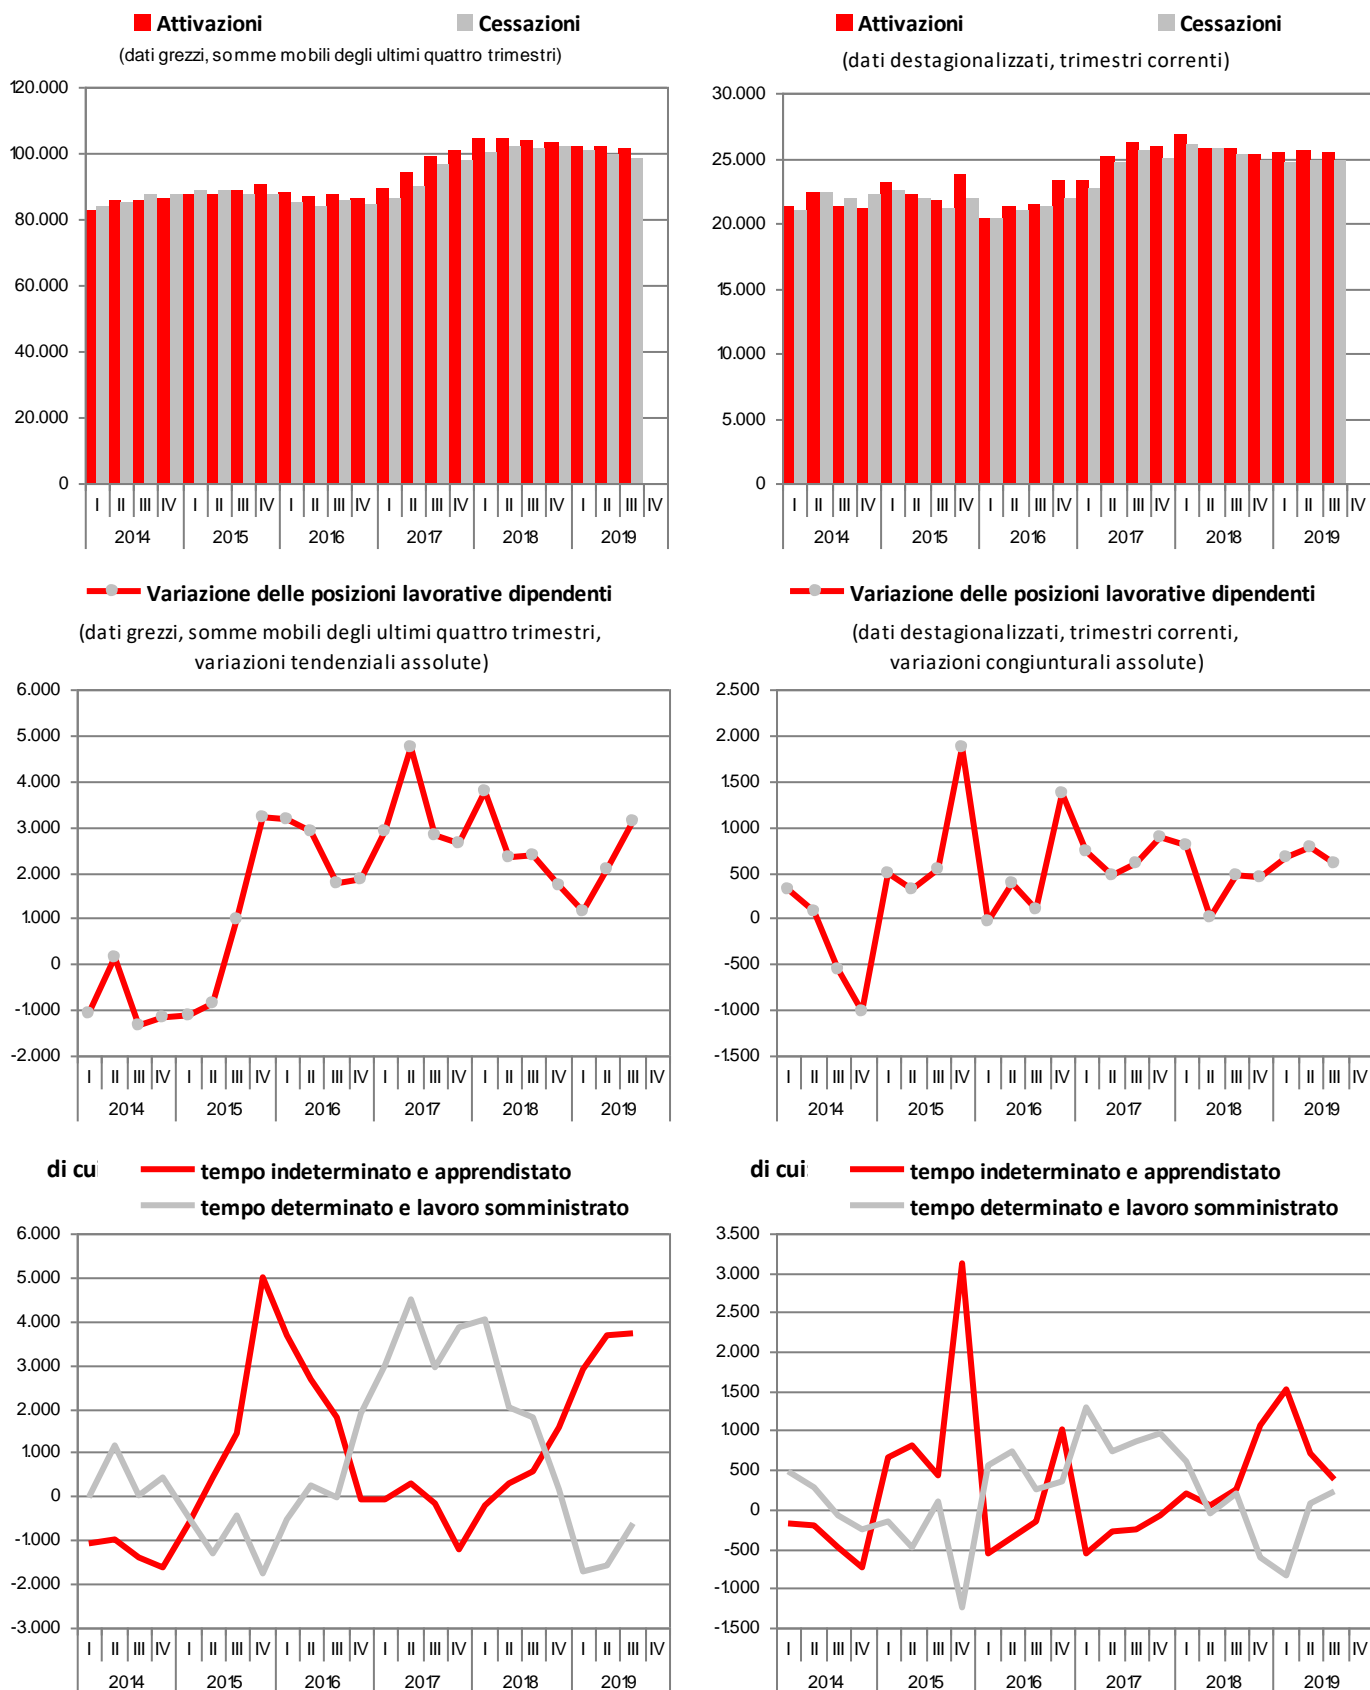 Attivazioni Cessazioni
(dati grezzi, somme mobili degli ultimi quattro trimestri)
120.000
100.000
80.000
60.000
40.000
20.000
0
I II III IV I II III IV I II III IV I II III IV I II III IV I II III IV
2014 2015 2016 2017 2018 2019
Attivazioni Cessazioni
(dati destagionalizzati, trimestri correnti)
30.000
25.000
20.000
15.000
10.000
5.000
0
I II III IV I II III IV I II III IV I II III IV I II III IV I II III IV
2014 2015 2016 2017 2018 2019
Variazione delle posizioni lavorative dipendenti
(dati grezzi, somme mobili degli ultimi quattro trimestri,
variazioni tendenziali assolute)
6.000
5.000
4.000
3.000
2.000
1000
0
-1000
-2.000
I II III IV I II III IV I II III IV I II III IV I II III IV I II III IV
2014 2015 2016 2017 2018 2019
Variazione delle posizioni lavorative dipendenti
(dati destagionalizzati, trimestri correnti,
variazioni congiunturali assolute)
2.500
2.000
1.500
1000
500
0
-500
-1000
-1.500
I II III IV I II III IV I II III IV I II III IV I II III IV I II III IV
2014 2015 2016 2017 2018 2019
di cui tempo indeterminato e apprendistato
tempo determinato e lavoro somministrato
6.000
5.000
4.000
3.000
2.000
1000
0
-1000
-2.000
-3.000
I II III IV I II III IV I II III IV I II III IV I II III IV I II III IV
2014 2015 2016 2017 2018 2019
di cui: tempo indeterminato e apprendistato
tempo determinato e lavoro somministrato
3.500
3.000
2.500
2.000
1.500
1000
500
0
-500
-1000
-1.500
I II III IV I II III IV I II III IV I II III IV I II III IV I II III IV
2014 2015 2016 2017 2018 2019